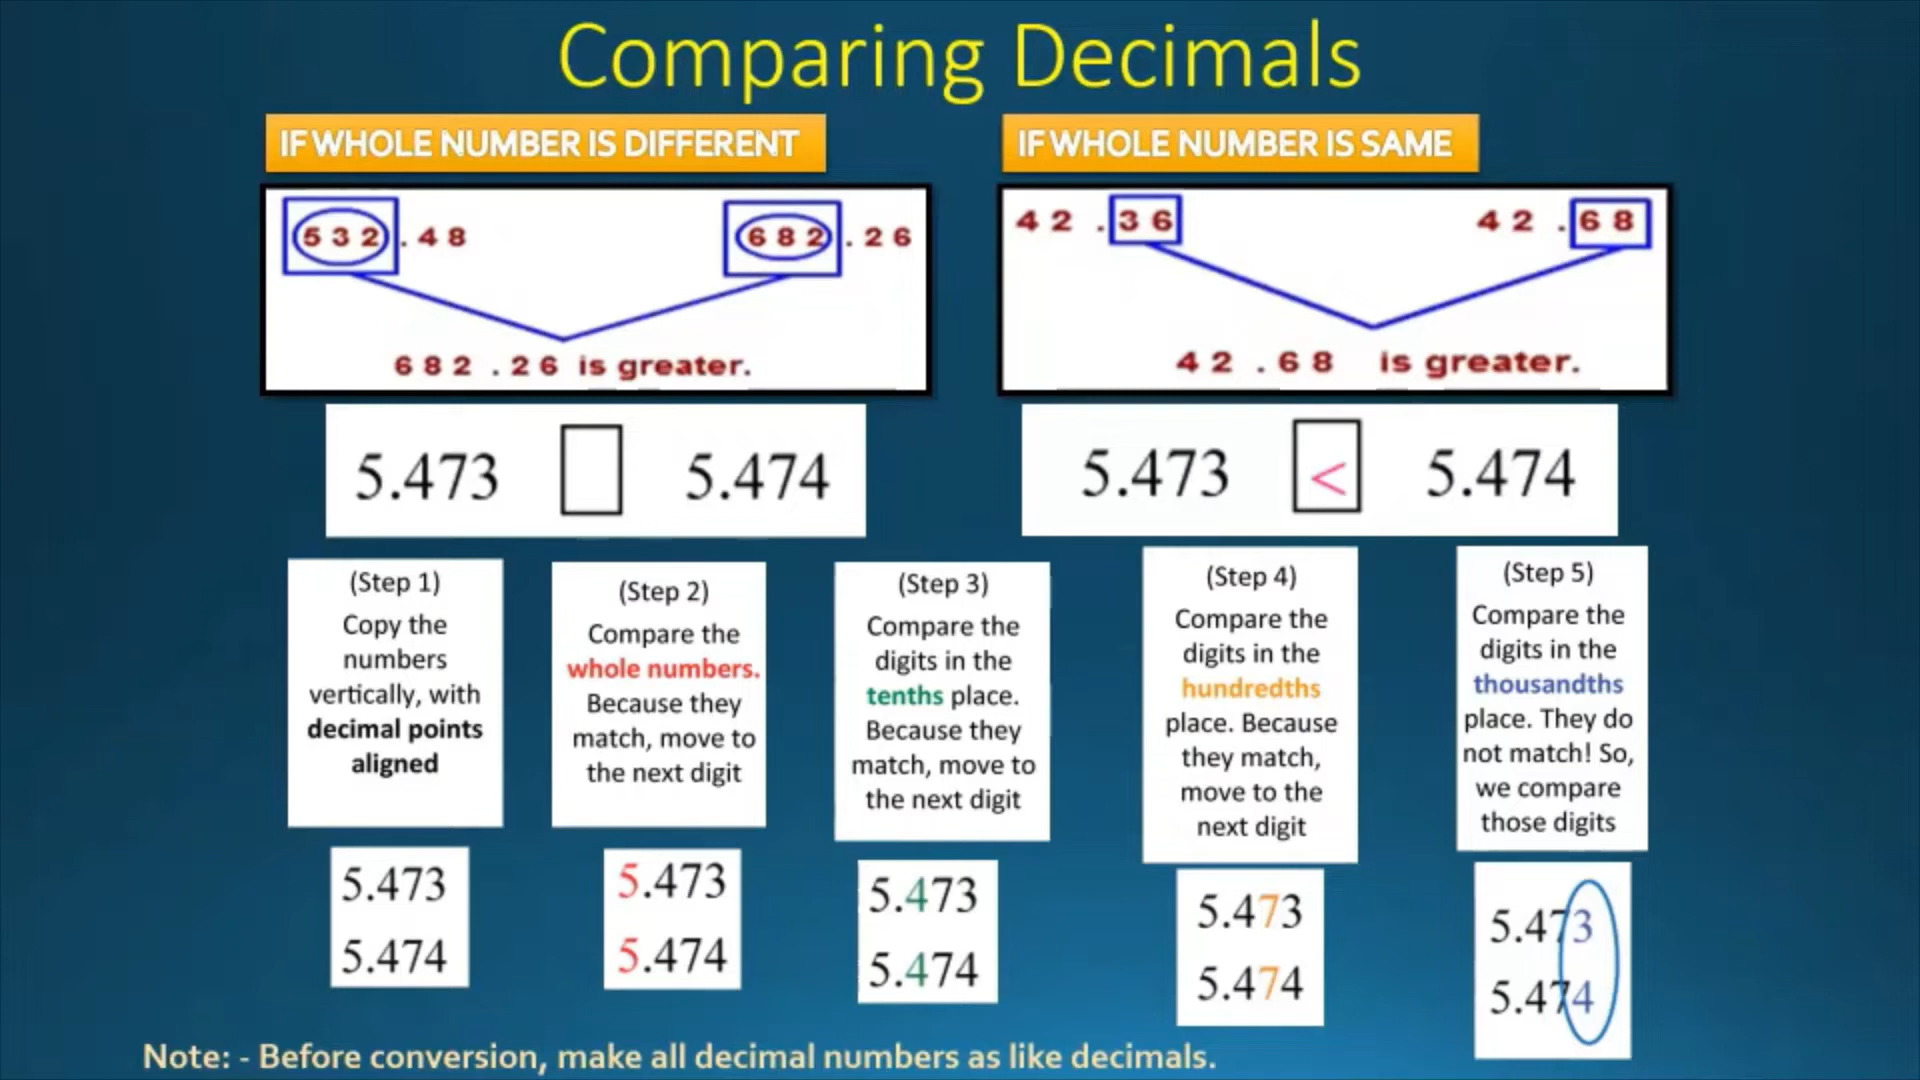 Comparing Decimals
IF WHOLE NUMBER IS DIFFERENT
532.48 682.26
682.26 is greater.
IF WHOLE NUMBER IS SAME
42.36 42.68
42.68 is greater.
5.473 5.474
5.473 < 5.474
(Step 1)
Copy the
numbers
vertically, with
decimal points
aligned
5.473
5.474
(Step 2)
Compare the
whole numbers.
Because they
match, move to
the next digit
5.473
5.474
(Step 3)
Compare the
digits in the
tenths place.
Because they
match, move to
the next digit
5.473
5.474
(Step 4)
Compare the
digits in the
hundredths
place. Because
they match,
move to the
next digit
5.473
5.474
(Step 5)
Compare the
digits in the
thousandths
place. They do
not match! So,
we compare
those digits
5.473
5.474
Note: - Before conversion, make all decimal numbers as like decimals.